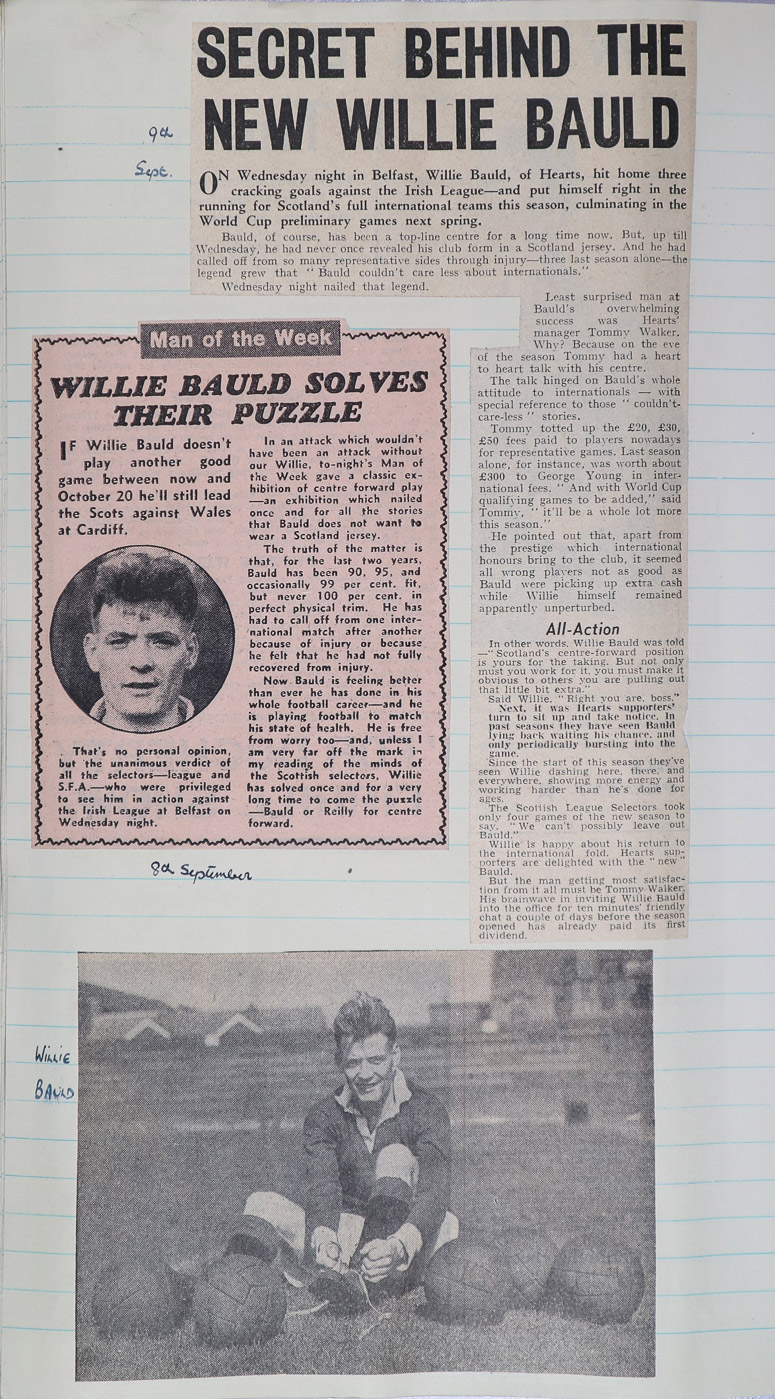 SECRET BEHIND THE
NEW WILLIE BAULD
9th
Sept.
ON Wednesday night in Belfast, Willie Bauld, of Hearts, hit home three
cracking goals against the Irish League—and put himself right in the
running for Scotland's full international teams this season, culminating in the
World Cup preliminary games next spring.
Bauld, of course, has been a top-line centre for a long time now. But, up till
Wednesday, he had never once revealed his club form in a Scotland jersey. And he had
called off from so many representative sides through injury—three last season alone—the
legend grew that "Bauld couldn't care less about internationals."
Wednesday night nailed that legend.
Least surprised man at
Bauld's overwhelming
success was Hearts'
manager Tommy Walker.
Why? Because on the eve
of the season Tommy had a heart
to heart talk with his centre.
The talk hinged on Bauld's whole
attitude to internationals — with
special reference to those "couldn't-
care-less" stories.
Tommy totted up the £20, £30,
£50 fees paid to players nowadays
for representative games. Last season
alone, for instance, was worth about
£300 to George Young in inter-
national fees. "And with World Cup
qualifying games to be added," said
Tommy, "it'll be a whole lot more
this season."
He pointed out that, apart from
the prestige which international
honours bring to the club, it seemed
all wrong players not as good as
Bauld were picking up extra cash
while Willie himself remained
apparently unperturbed.
All-Action
In other words, Willie Bauld was told
—"Scotland's centre-forward position
is yours for the taking. But not only
must you work for it, you must make it
obvious to others you are pulling out
that little bit extra."
Said Willie, "Right you are, boss."
Next, it was Hearts supporters'
turn to sit up and take notice. In
past seasons they have seen Bauld
lying back waiting his chance, and
only periodically bursting into the
game.
Since the start of this season they've
seen Willie dashing here, there, and
everywhere, showing more energy and
working harder than he's done for
ages.
The Scottish League Selectors took
only four games of the new season to
say, "We can't possibly leave out
Bauld."
Willie is happy about his return to
the international fold. Hearts sup-
porters are delighted with the "new"
Bauld.
But the man getting most satisfac-
tion from it all must be Tommy Walker.
His brainwave in inviting Willie Bauld
into the office for ten minutes' friendly
chat a couple of days before the season
opened has already paid its first
dividend.
Man of the Week
WILLIE BAULD SOLVES
THEIR PUZZLE
IF Willie Bauld doesn't
play another good
game between now and
October 20 he'll still lead
the Scots against Wales
at Cardiff.
That's no personal opinion,
but the unanimous verdict of
all the selectors—league and
S.F.A.—who were privileged
to see him in action against
the Irish League at Belfast on
Wednesday night.
In an attack which wouldn't
have been an attack without
our Willie, to-night's Man of
the Week gave a classic ex-
hibition of centre forward play
—an exhibition which nailed
once and for all the stories
that Bauld does not want to
wear a Scotland jersey.
The truth of the matter is
that, for the last two years,
Bauld has been 90, 95, and
occasionally 99 per cent. fit,
but never 100 per cent. in
perfect physical trim. He has
had to call off from one inter-
national match after another
because of injury or because
he felt that he had not fully
recovered from injury.
Now Bauld is feeling better
than ever he has done in his
whole football career—and he
is playing football to match
his state of health. He is free
from worry too—and, unless I
am very far off the mark in
my reading of the minds of
the Scottish selectors, Willie
has solved once and for a very
long time to come the puzzle
—Bauld or Reilly for centre
forward.
8th September
WILLIE
BAULD